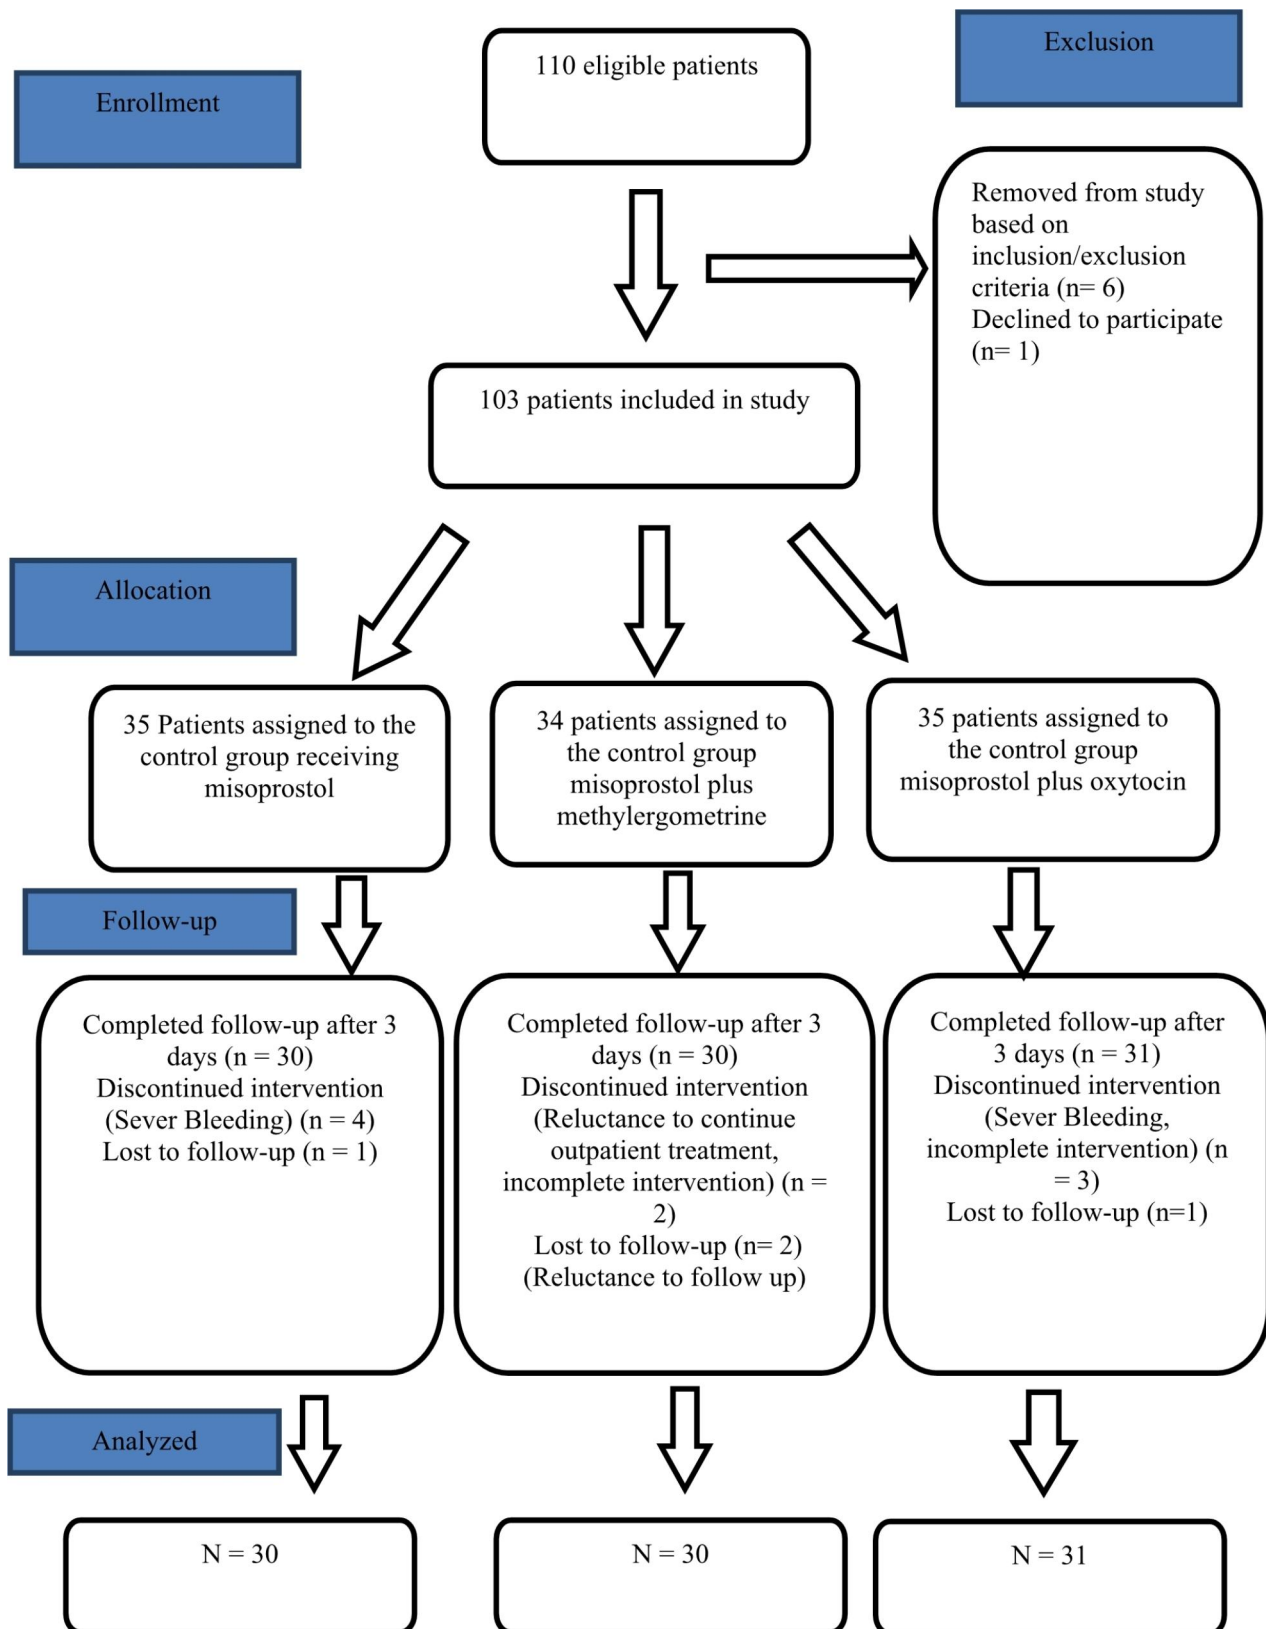 110 eligible patients
Exclusion
Enrollment
Removed from study
based on
inclusion/exclusion
criteria (n= 6)
Declined to participate
(n= 1)
103 patients included in study
Allocation
35 Patients assigned to the
control group receiving
misoprostol
34 patients assigned to
the control group
misoprostol plus
methylergometrine
35 patients assigned to
the control group
misoprostol plus oxytocin
Follow-up
Completed follow-up after 3
days (n = 30)
Discontinued intervention
(Sever Bleeding) (n = 4)
Lost to follow-up (n = 1)
Completed follow-up after 3
days (n = 30)
Discontinued intervention
(Reluctance to continue
outpatient treatment,
incomplete intervention) (n =
2)
Lost to follow-up (n= 2)
(Reluctance to follow up)
Completed follow-up after
3 days (n = 31)
Discontinued intervention
(Sever Bleeding,
incomplete intervention) (n
= 3)
Lost to follow-up (n=1)
Analyzed
N = 30
N = 30
N = 31